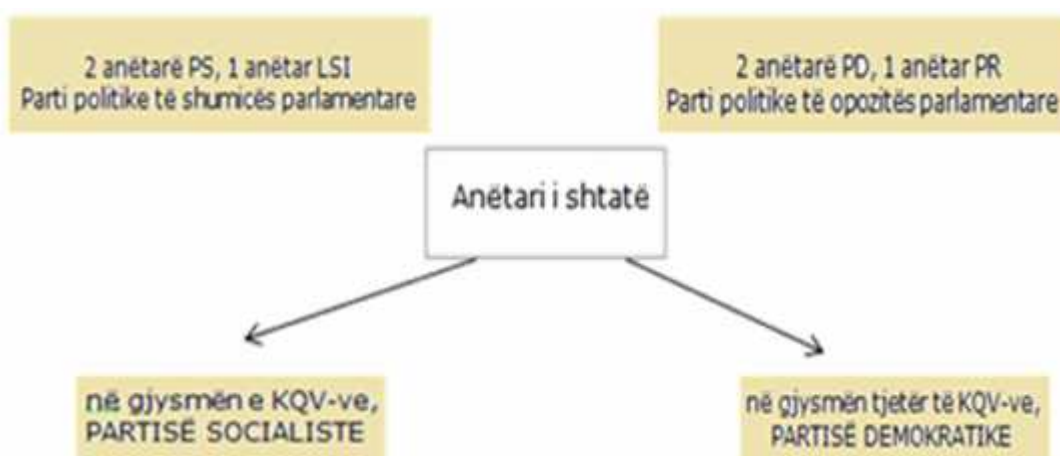 2 anëtarë PS, 1 anëtar LSI
Parti politike të shumicës parlamentare
2 anëtarë PD, 1 anëtar PR
Parti politike të opozitës parlamentare
Anëtari i shtatë
në gjysmën e KQV-ve,
PARTISË SOCIALISTE
në gjysmën tjetër të KQV-ve,
PARTISË DEMOKRATIKE